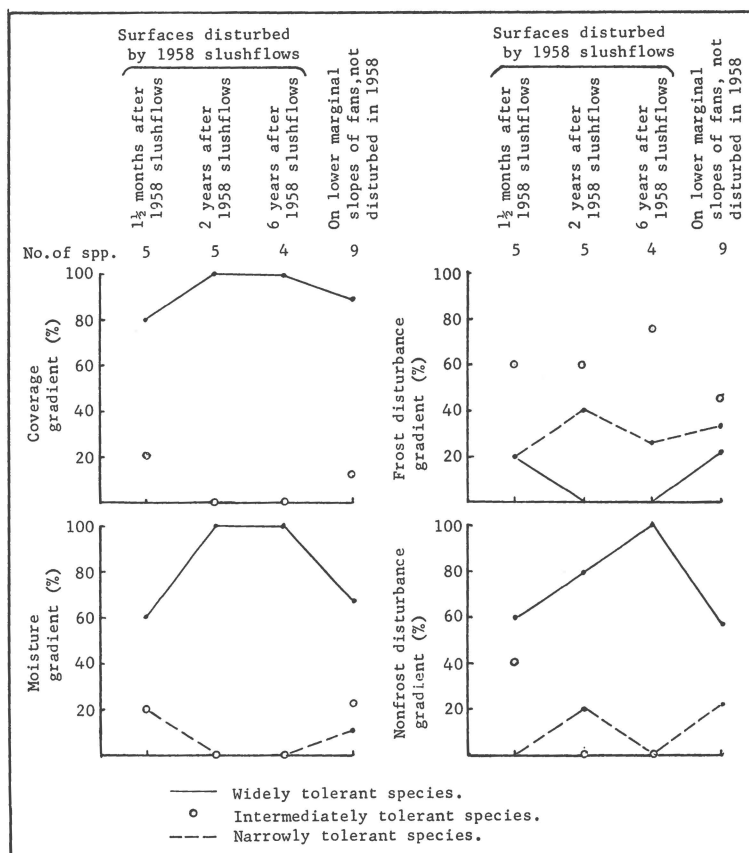 Surfaces disturbed
by 1958 slushflows
1½ months after
1958 slushflows
2 years after
1958 slushflows
6 years after
1958 slushflows
On lower marginal
slopes of fans, not
disturbed in 1958
No.of spp. 5 5 4 9
Surfaces disturbed
by 1958 slushflows
1½ months after
1958 slushflows
2 years after
1958 slushflows
6 years after
1958 slushflows
On lower marginal
slopes of fans, not
disturbed in 1958
5 5 4 9
Coverage
gradient (%)
100
80
60
40
20
Frost disturbance
gradient (%)
100
80
60
40
20
Moisture
gradient (%)
100
80
60
40
20
Nonfrost disturbance
gradient (%)
100
80
60
40
20
Widely tolerant species.
Intermediately tolerant species.
Narrowly tolerant species.